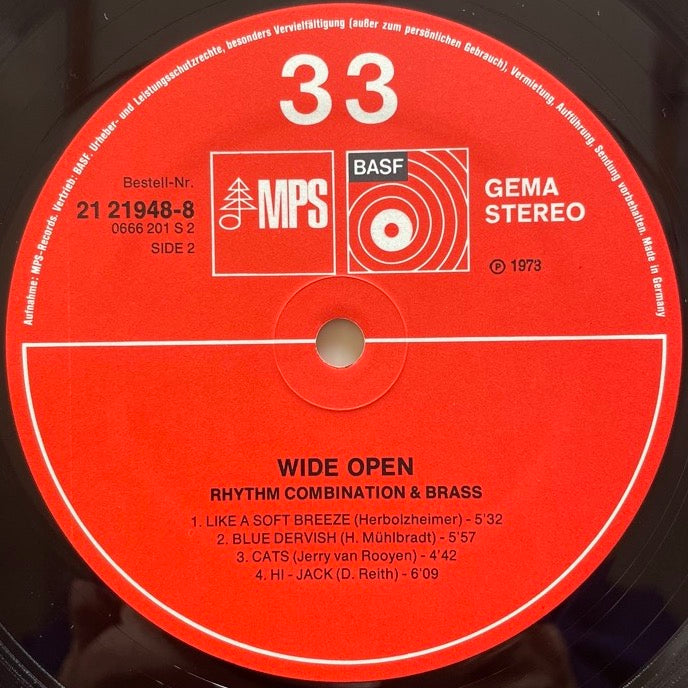 Aufnahme: MPS-Records. Vertrieb: BASF. Urheber- und Leistungsschutzrechte, besonders Vervielfältigung (außer zum persönlichen Gebrauch), Vermietung, Aufführung, Sendung vorbehalten. Made in Germany
33
Bestell-Nr.
21 21948-8
0666 201 S 2
SIDE 2
MPS
BASF
GEMA
STEREO
℗ 1973
WIDE OPEN
RHYTHM COMBINATION & BRASS
1. LIKE A SOFT BREEZE (Herbolzheimer) - 5'32
2. BLUE DERVISH (H. Mühlbradt) - 5'57
3. CATS (Jerry van Rooyen) - 4'42
4. HI - JACK (D. Reith) - 6'09